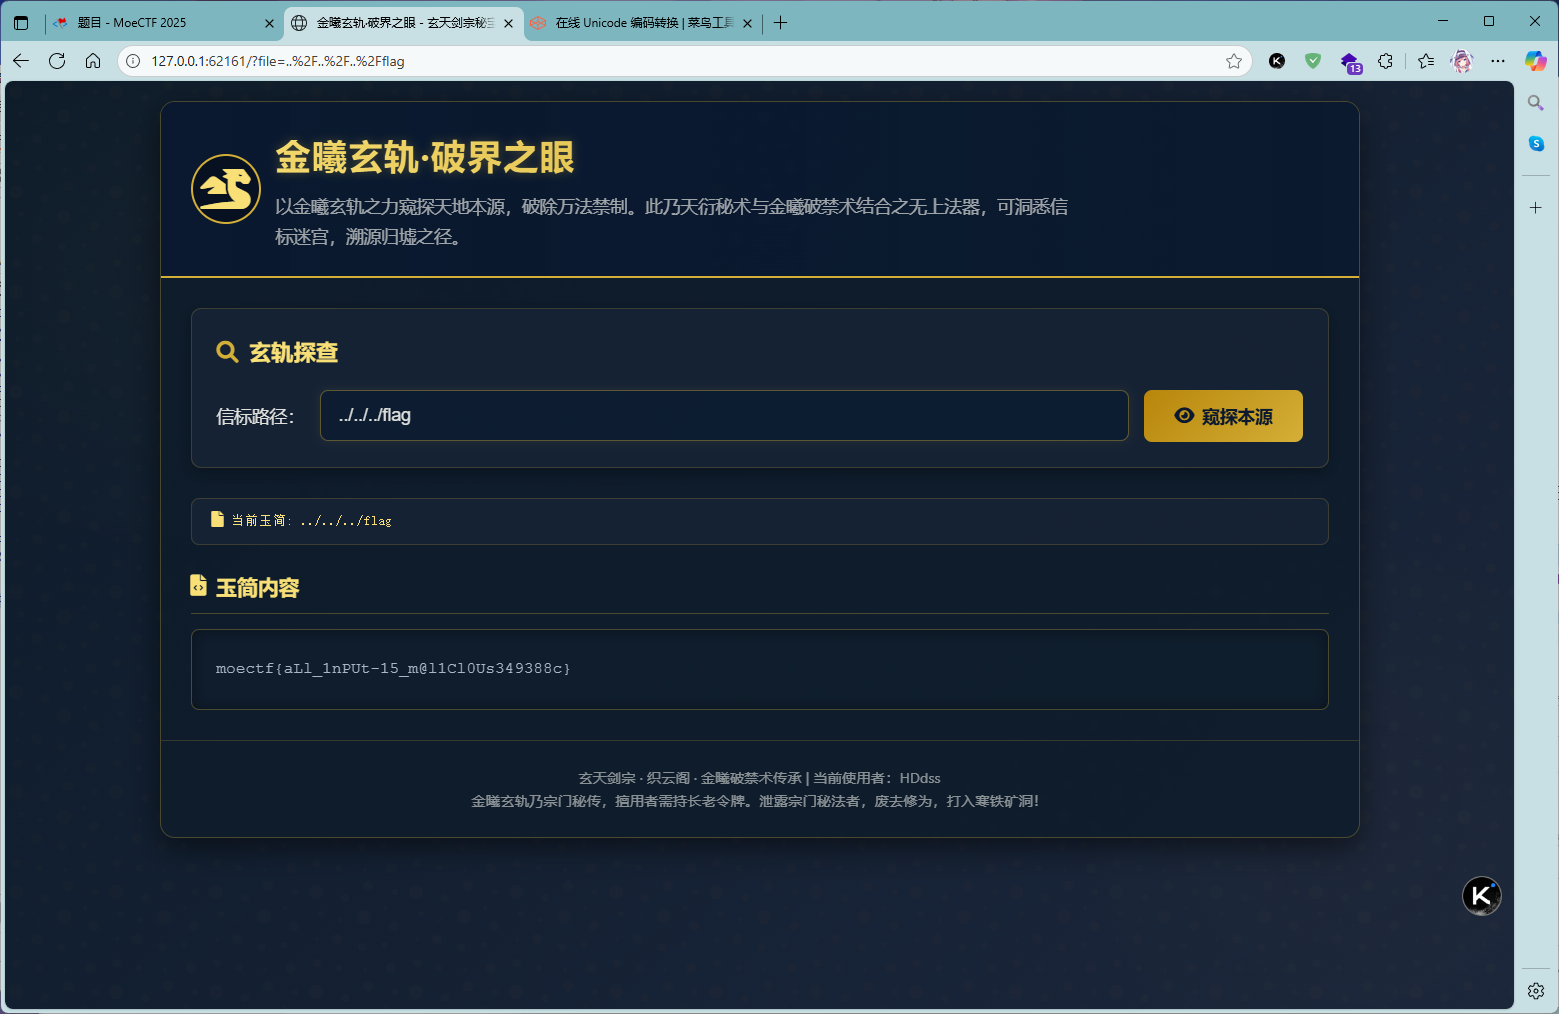 题目 - MoeCTF 2025
金曦玄轨·破界之眼 - 玄天剑宗秘宝
在线 Unicode 编码转换 | 菜鸟工具
127.0.0.1:62161/?file=..%2F..%2F..%2Fflag
13
金曦玄轨·破界之眼
以金曦玄轨之力窥探天地本源，破除万法禁制。此乃天衍秘术与金曦破禁术结合之无上法器，可洞悉信
标迷宫，溯源归墟之径。
玄轨探查
信标路径：
../../../flag
窥探本源
当前玉简: ../../../flag
玉简内容
moectf{aLl_1nPUt-15_m@l1Cl0Us349388c}
玄天剑宗 · 织云阁 · 金曦破禁术传承 | 当前使用者：HDdss
金曦玄轨乃宗门秘传，擅用者需持长老令牌。泄露宗门秘法者，废去修为，打入寒铁矿洞！